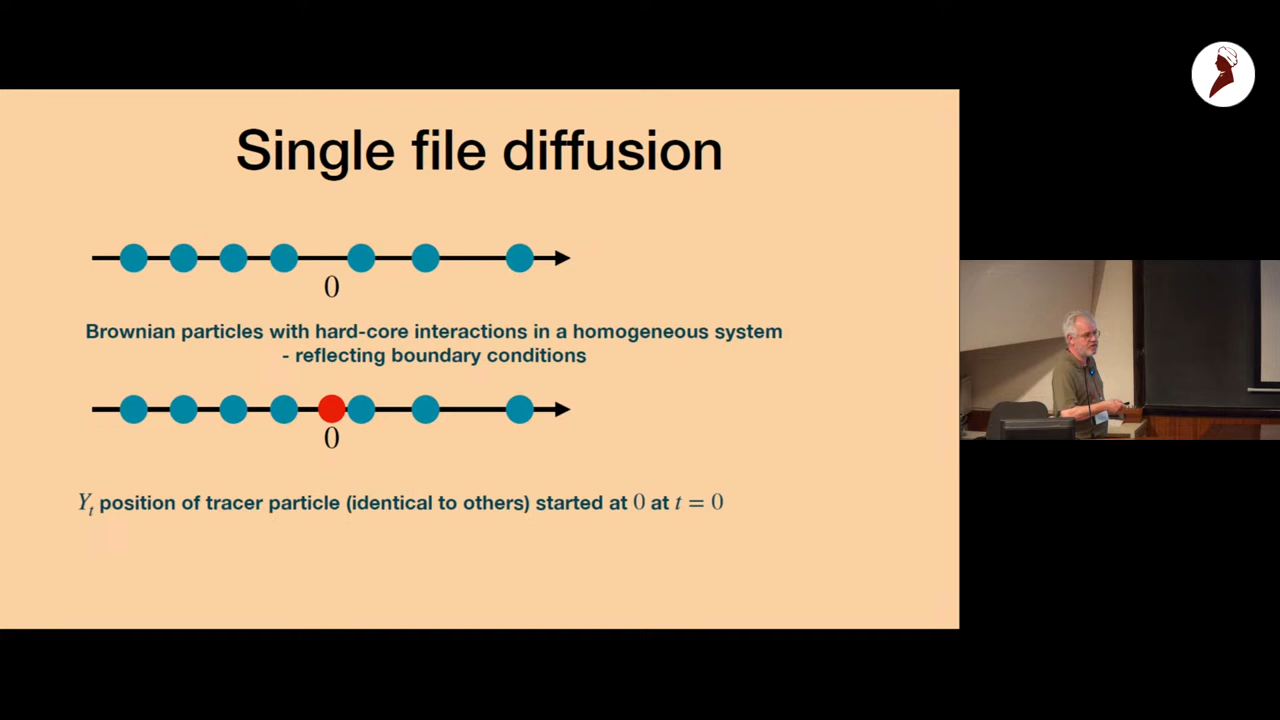 Single file diffusion
0
Brownian particles with hard-core interactions in a homogeneous system
- reflecting boundary conditions
0
Yₜ position of tracer particle (identical to others) started at 0 at t = 0